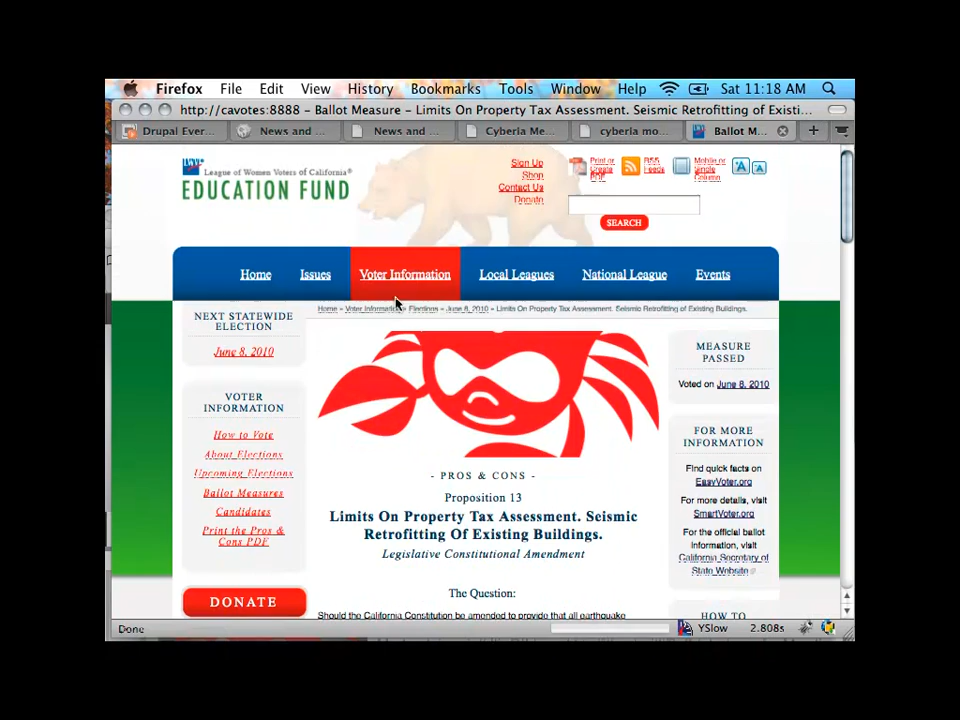 Firefox File Edit View History Bookmarks Tools Window Help Sat 11:18 AM
http://cavotes:8888 – Ballot Measure – Limits On Property Tax Assessment. Seismic Retrofitting of Existi...
Drupal Ever... News and ... News and ... Cyberia Me... cyberia mo... Ballot M...
League of Women Voters of California®
EDUCATION FUND
Sign Up
Shop
Contact Us
Donate
Print or
Create
PDF
RSS
Feeds
Mobile or
Single
Column
A A
SEARCH
Home Issues Voter Information Local Leagues National League Events
Home » Voter Information » Elections » June 8, 2010 » Limits On Property Tax Assessment. Seismic Retrofitting of Existing Buildings.
NEXT STATEWIDE
ELECTION
June 8, 2010
VOTER
INFORMATION
How to Vote
About Elections
Upcoming Elections
Ballot Measures
Candidates
Print the Pros &
Cons PDF
DONATE
- PROS & CONS -
Proposition 13
Limits On Property Tax Assessment. Seismic
Retrofitting Of Existing Buildings.
Legislative Constitutional Amendment
The Question:
Should the California Constitution be amended to provide that all earthquake
MEASURE
PASSED
Voted on June 8, 2010
FOR MORE
INFORMATION
Find quick facts on
EasyVoter.org
For more details, visit
SmartVoter.org
For the official ballot
information, visit
California Secretary of
State Website
HOW TO
Done YSlow 2.808s